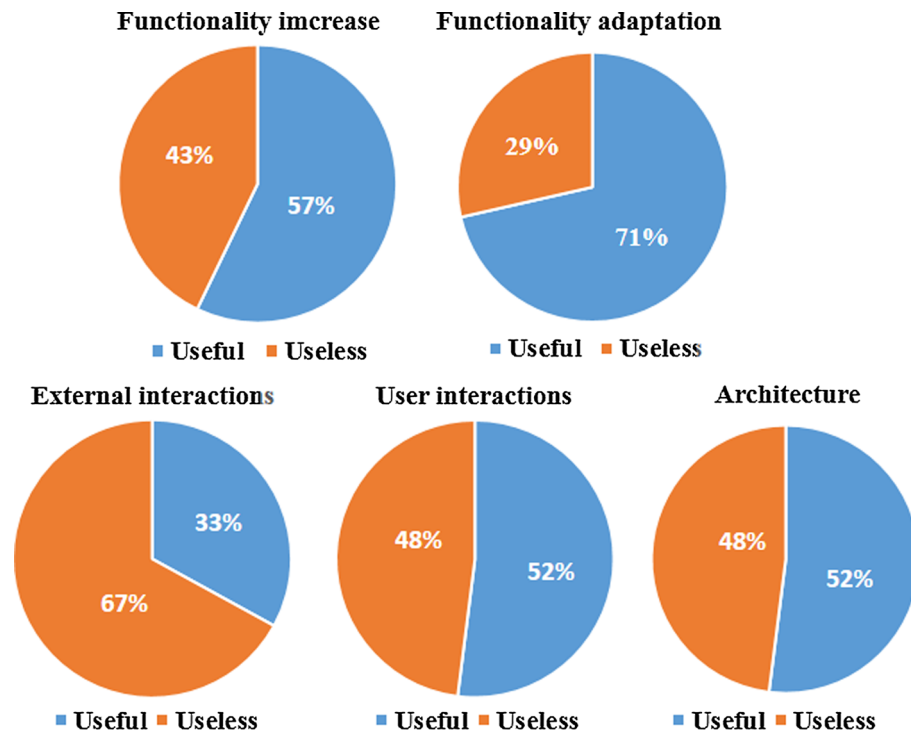 Functionality imcrease
Functionality adaptation
43%
57%
29%
71%
Useful Useless
Useful Useless
External interactions
User interactions
Architecture
33%
67%
48%
52%
48%
52%
Useful Useless
Useful Useless
Useful Useless